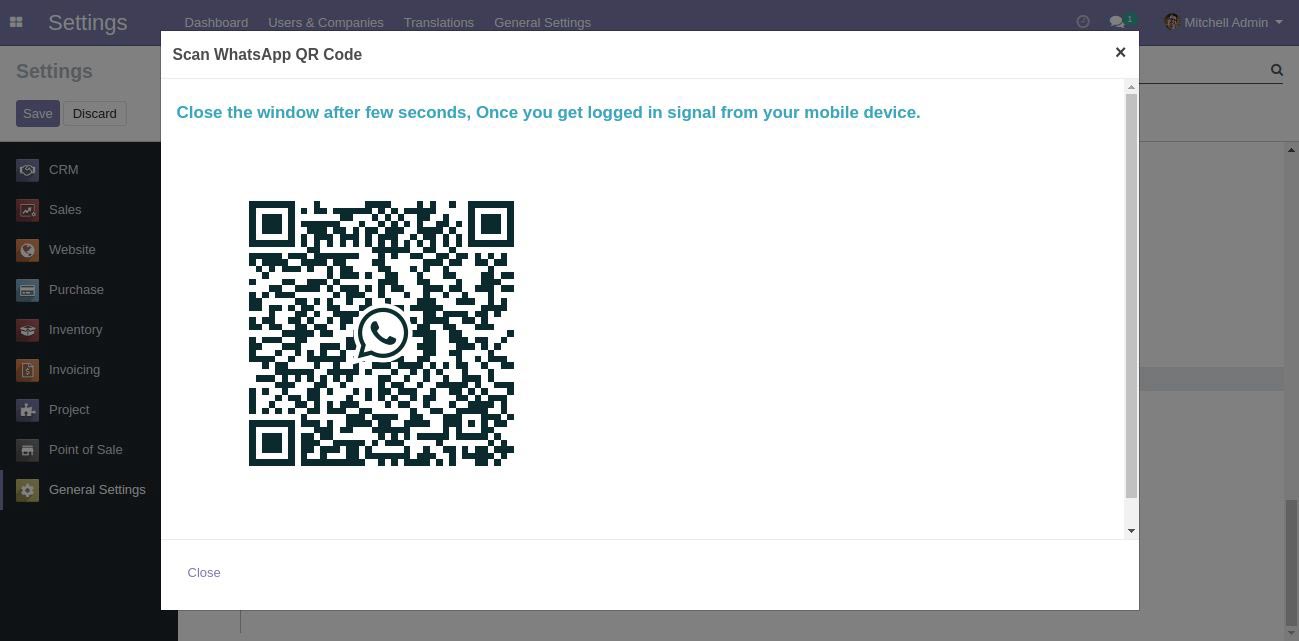 Settings
Dashboard Users & Companies Translations General Settings
1
Mitchell Admin
Scan WhatsApp QR Code
×
Settings
Save Discard
Close the window after few seconds, Once you get logged in signal from your mobile device.
CRM
Sales
Website
Purchase
Inventory
Invoicing
Project
Point of Sale
General Settings
Close